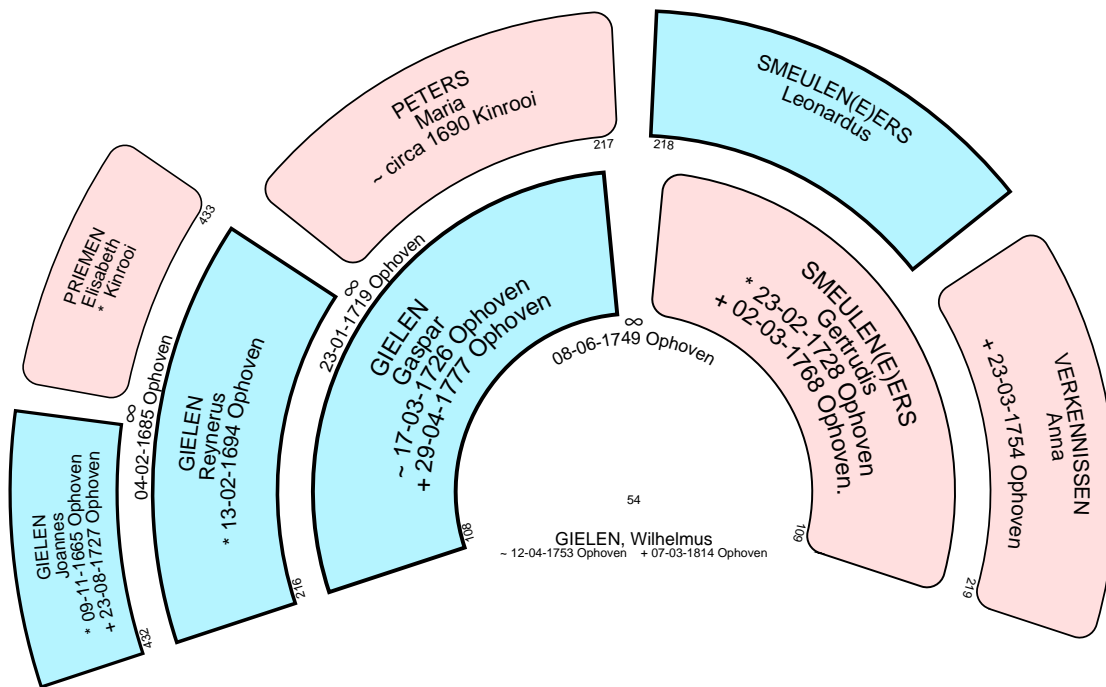 PETERS
Maria
~ circa 1690 Kinrooi
217
SMEULEN(E)ERS
Leonardus
218
PRIEMEN
Elisabeth
* Kinrooi
433
∞
04-02-1685 Ophoven
GIELEN
Joannes
* 09-11-1665 Ophoven
+ 23-08-1727 Ophoven
432
GIELEN
Reynerus
* 13-02-1694 Ophoven
216
∞
23-01-1719 Ophoven
GIELEN
Gaspar
~ 17-03-1726 Ophoven
+ 29-04-1777 Ophoven
108
∞
08-06-1749 Ophoven
SMEULEN(E)ERS
Gertrudis
* 23-02-1728 Ophoven
+ 02-03-1768 Ophoven.
109
VERKENNISSEN
Anna
+ 23-03-1754 Ophoven
219
54
GIELEN, Wilhelmus
~ 12-04-1753 Ophoven + 07-03-1814 Ophoven